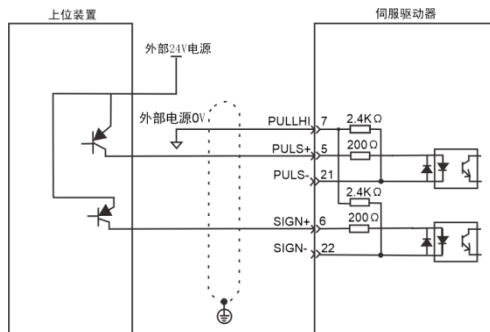 上位装置
伺服驱动器
外部24V电源
外部电源0V
PULLHI 7 2.4KΩ
PULS+ 5 200Ω
PULS- 21
2.4KΩ
SIGN+ 6 200Ω
SIGN- 22